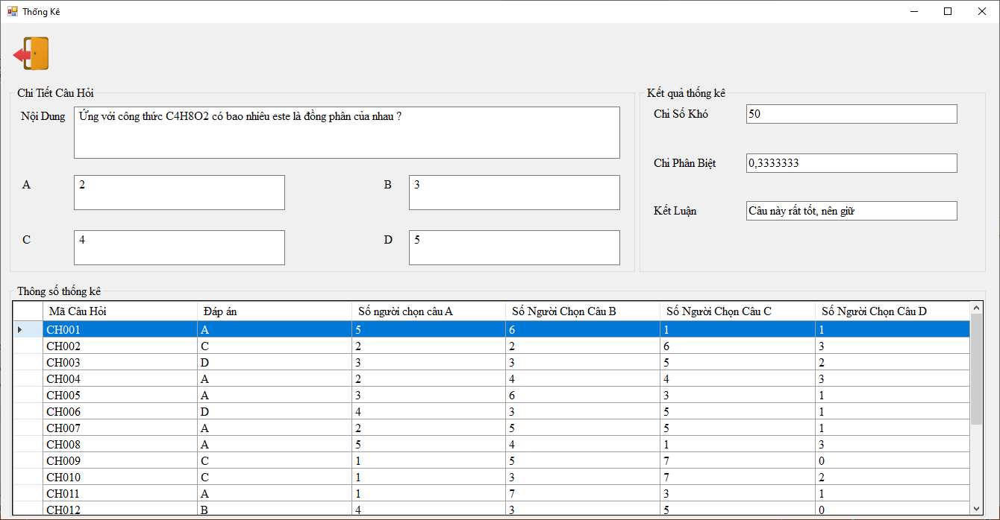 Thống Kê
Chi Tiết Câu Hỏi
Nội Dung Ứng với công thức C4H8O2 có bao nhiêu este là đồng phân của nhau ?
A 2 B 3
C 4 D 5
Kết quả thống kê
Chỉ Số Khó 50
Chỉ Phân Biệt 0,3333333
Kết Luận Câu này rất tốt, nên giữ
Thông số thống kê
Mã Câu Hỏi Đáp án Số người chọn câu A Số Người Chọn Câu B Số Người Chọn Câu C Số Người Chọn Câu D
CH001 A 5 6 1 1
CH002 C 2 2 6 3
CH003 D 3 3 5 2
CH004 A 2 4 4 3
CH005 A 3 6 3 1
CH006 D 4 3 5 1
CH007 A 2 5 5 1
CH008 A 5 4 1 3
CH009 C 1 5 7 0
CH010 C 1 3 7 2
CH011 A 1 7 3 1
CH012 B 4 3 5 0